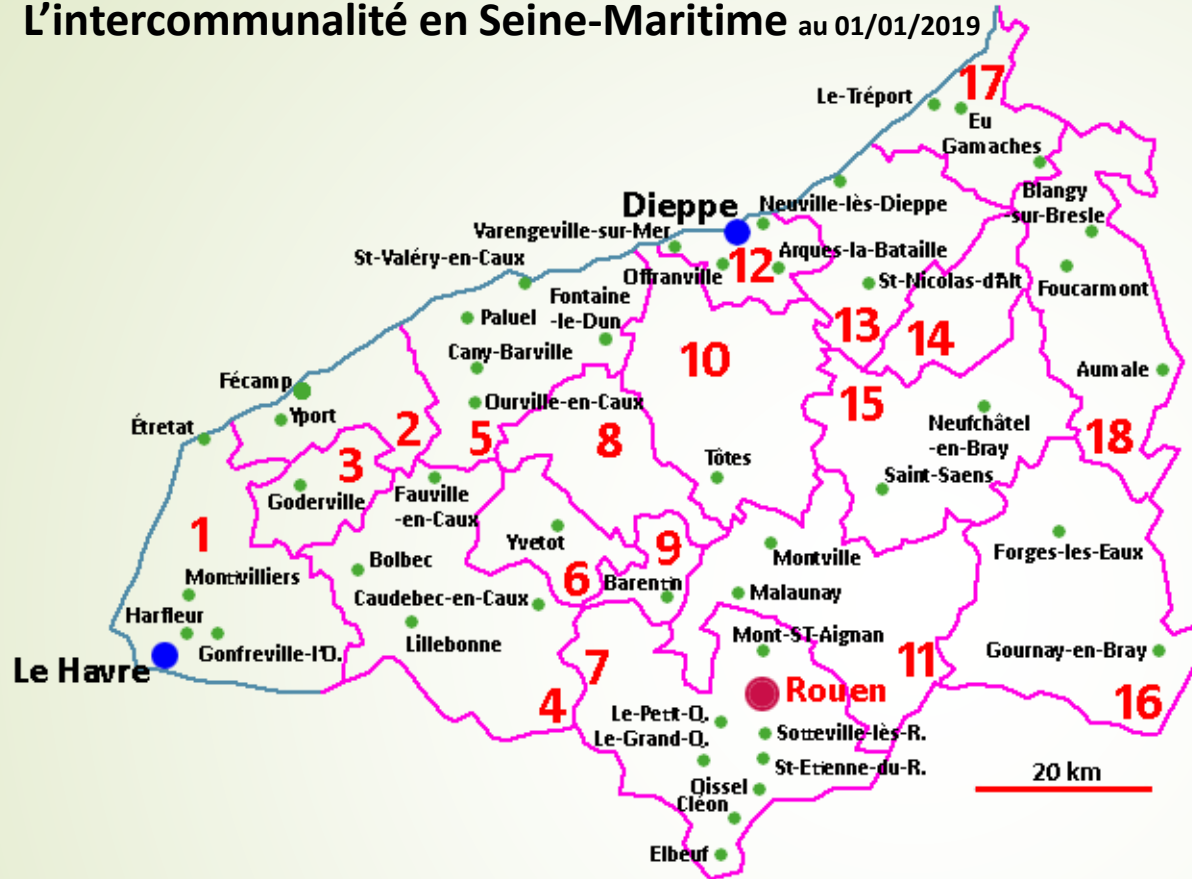 L'intercommunalité en Seine-Maritime au 01/01/2019
17
Le-Tréport
Eu
Gamaches
Blangy
-sur-Bresle
Dieppe
Neuville-lès-Dieppe
Varengeville-sur-Mer
Arques-la-Bataille
St-Valéry-en-Caux
Offranville
12
St-Nicolas-d'Alt
Foucarmont
Fontaine
-le-Dun
Paluel
13
14
Cany-Barville
10
Aumale
Fécamp
Yport
Ourville-en-Caux
15
Neufchâtel
-en-Bray
Étretat
2
5
8
18
3
Tôtes
Saint-Saens
Goderville
Fauville
-en-Caux
1
Yvetot
9
Montville
Forges-les-Eaux
Bolbec
Montivilliers
6
Barentin
Malaunay
Caudebec-en-Caux
Harfleur
Lillebonne
Mont-ST-Aignan
Gonfreville-l'O.
7
11
Gournay-en-Bray
Le Havre
Rouen
4
16
Le-Petit-Q.
Le-Grand-Q.
Sotteville-lès-R.
St-Etienne-du-R.
20 km
Oissel
Cléon
Elbeuf